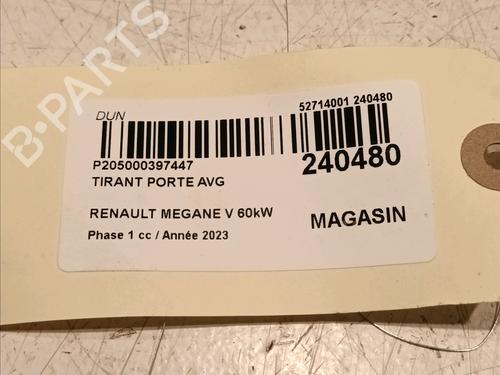 B-PARTS
DUN
52714001 240480
P205000397447
240480
TIRANT PORTE AVG
RENAULT MEGANE V 60kW
MAGASIN
Phase 1 cc / Année 2023